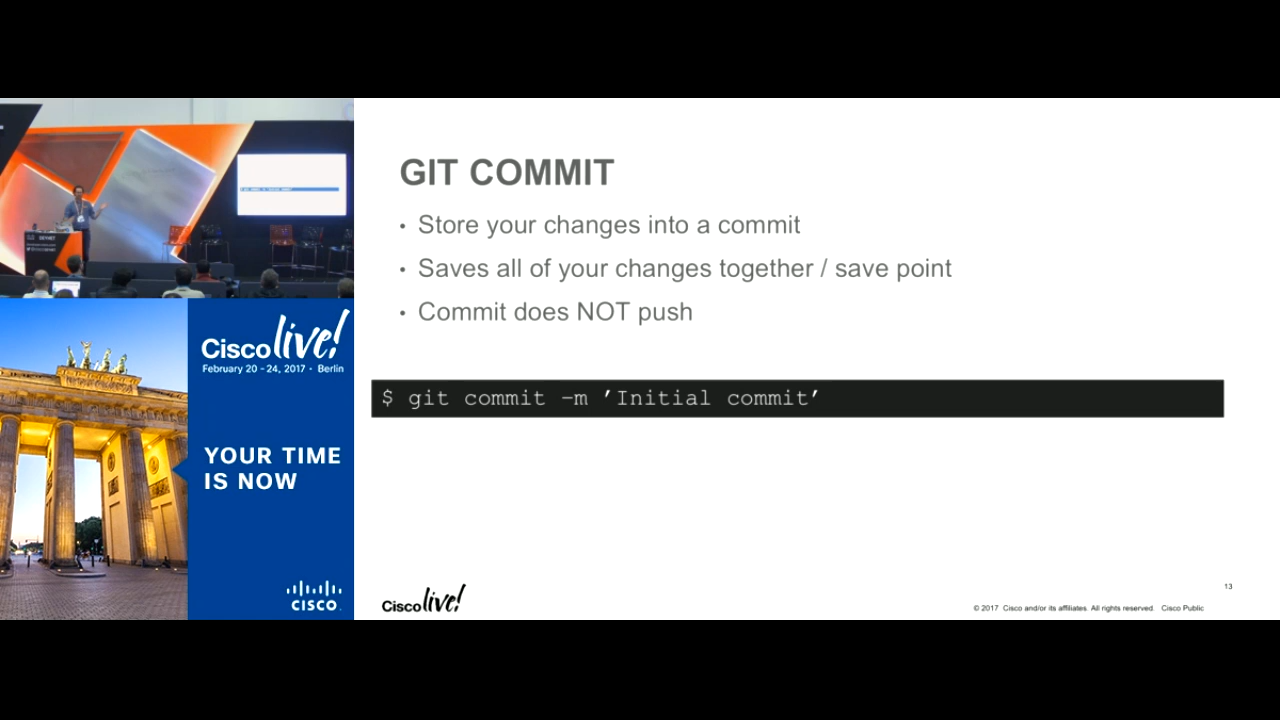 GIT COMMIT
• Store your changes into a commit
• Saves all of your changes together / save point
• Commit does NOT push
$ git commit –m ’Initial commit’
Cisco live!
February 20 - 24, 2017 • Berlin
YOUR TIME
IS NOW
CISCO.
Cisco live!
13
© 2017 Cisco and/or its affiliates. All rights reserved. Cisco Public